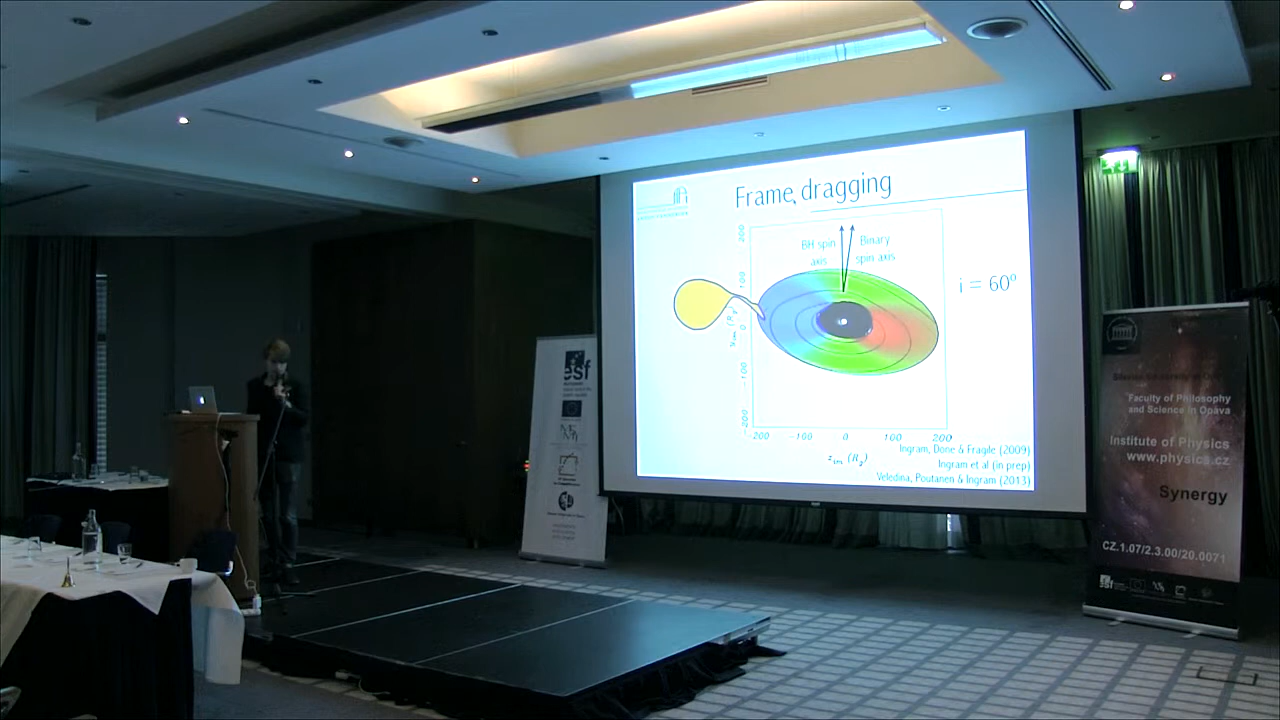 Frame dragging
BH spin
axis
Binary
spin axis
i = 60°
200
100
0
-100
-200
-200
-100
0
100
200
Ingram, Done & Fragile (2009)
Ingram et al (in prep)
Veledina, Poutanen & Ingram (2013)
esf
Faculty of Philosophy
and Science in Opava
Institute of Physics
www.physics.cz
Synergy
CZ.1.07/2.3.00/20.0071
esf